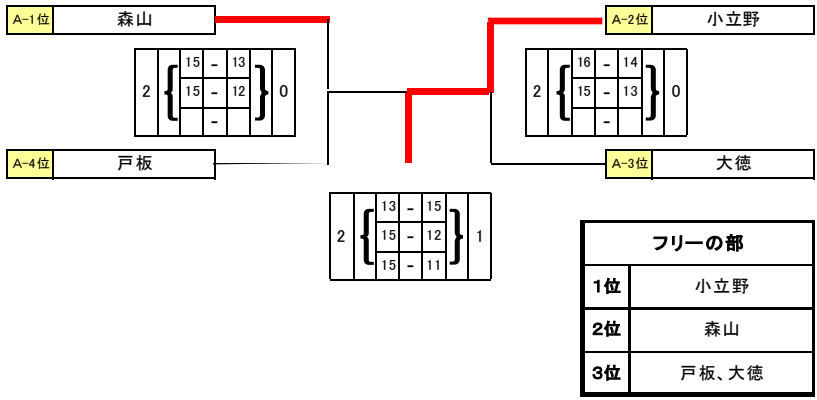 A-1位 森山 A-2位 小立野
15 - 13 16 - 14
2 { 15 - 12 } 0 2 { 15 - 13 } 0
- -
A-4位 戸板 A-3位 大徳
13 - 15
2 { 15 - 12 } 1
15 - 11
フリーの部
1位 小立野
2位 森山
3位 戸板、大徳